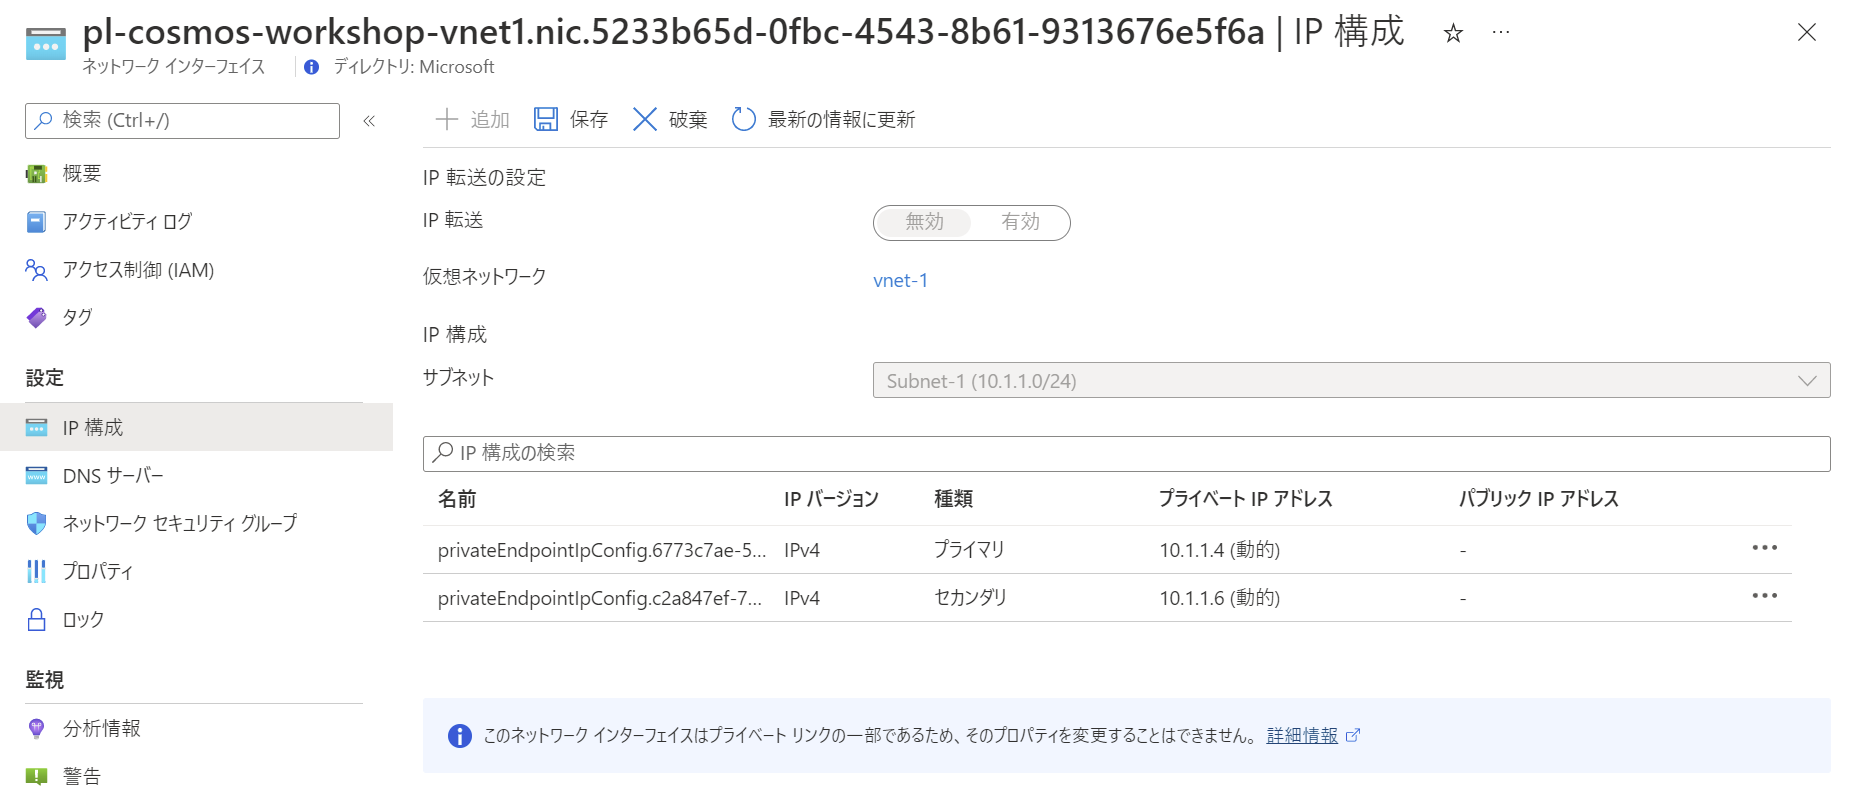 pl-cosmos-workshop-vnet1.nic.5233b65d-0fbc-4543-8b61-9313676e5f6a | IP 構成
ネットワーク インターフェイス
ディレクトリ: Microsoft
検索 (Ctrl+/)
追加
保存
破棄
最新の情報に更新
概要
アクティビティ ログ
アクセス制御 (IAM)
タグ
設定
IP 構成
DNS サーバー
ネットワーク セキュリティ グループ
プロパティ
ロック
監視
分析情報
警告
IP 転送の設定
IP 転送
無効 有効
仮想ネットワーク
vnet-1
IP 構成
サブネット
Subnet-1 (10.1.1.0/24)
IP 構成の検索
名前 IP バージョン 種類 プライベート IP アドレス パブリック IP アドレス
privateEndpointIpConfig.6773c7ae-5... IPv4 プライマリ 10.1.1.4 (動的) -
privateEndpointIpConfig.c2a847ef-7... IPv4 セカンダリ 10.1.1.6 (動的) -
このネットワーク インターフェイスはプライベート リンクの一部であるため、そのプロパティを変更することはできません。 詳細情報